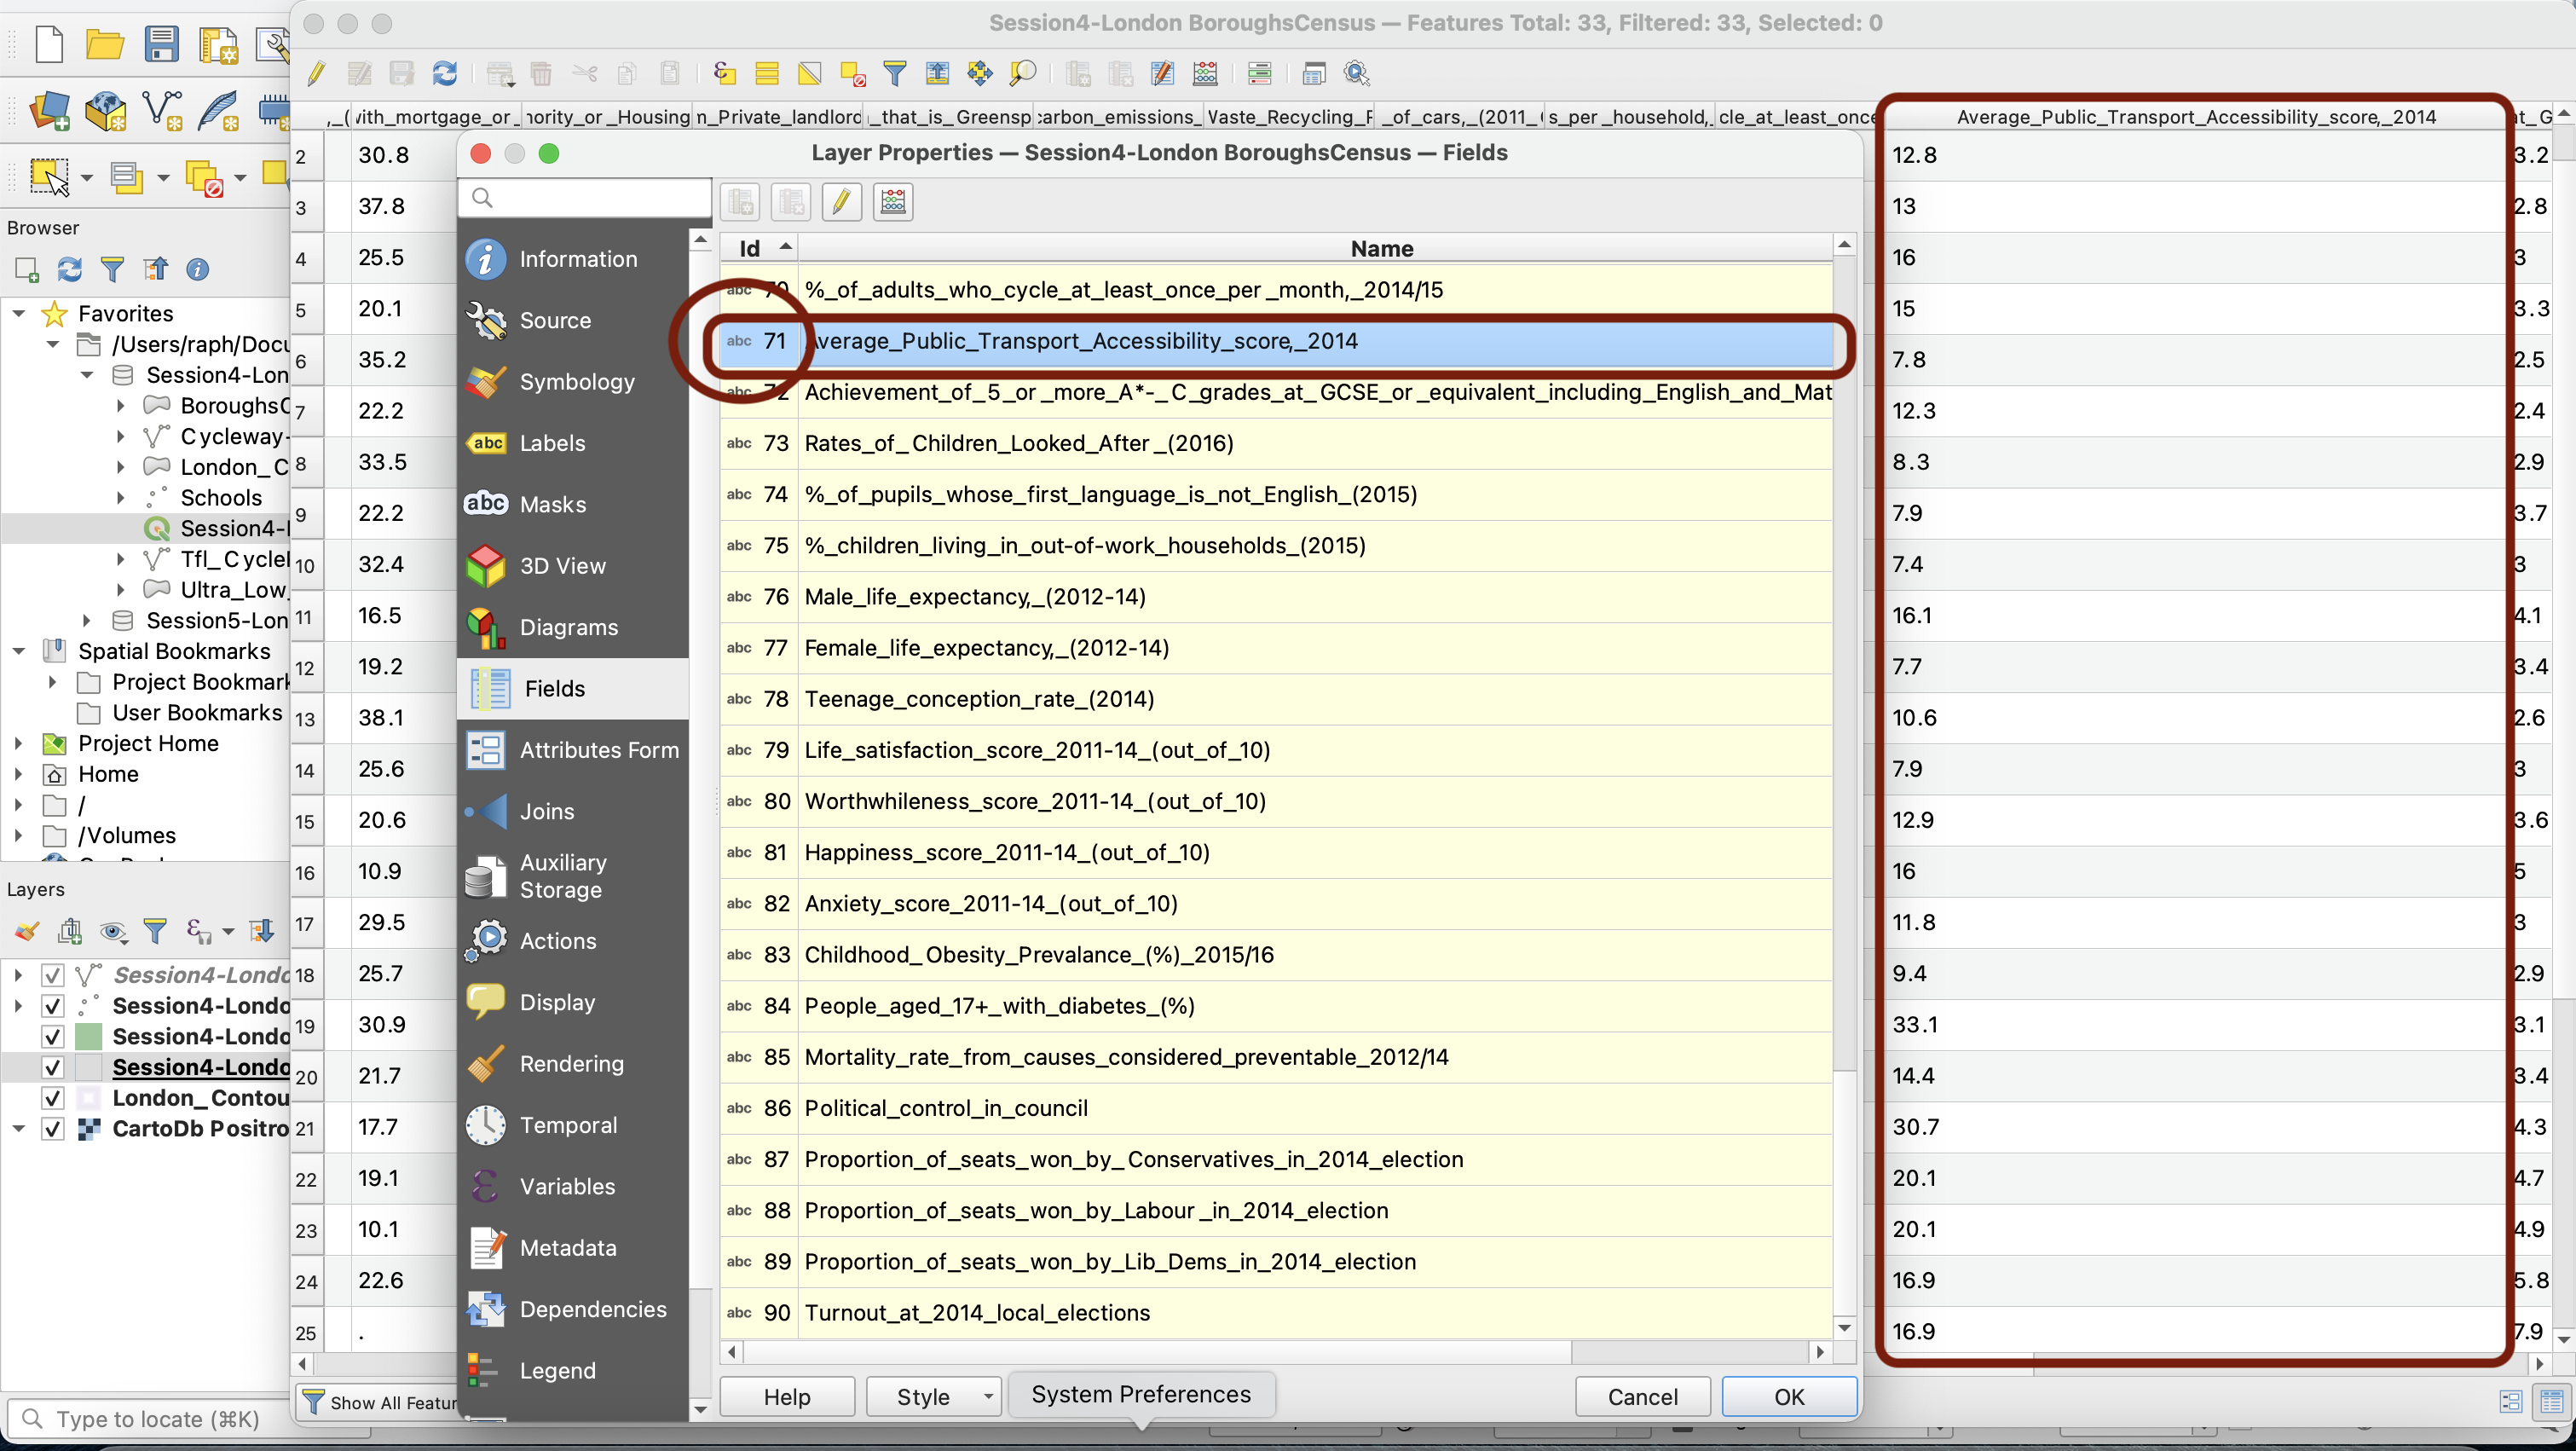 Session4-London BoroughsCensus — Features Total: 33, Filtered: 33, Selected: 0
with_mortgage_or_
hority_or_Housing
n_Private_landlord
_that_is_Greensp
carbon_emissions_
Waste_Recycling_R
_of_cars,_(2011_
s_per_household,
cle_at_least_once
Average_Public_Transport_Accessibility_score,_2014
Layer Properties — Session4-London BoroughsCensus — Fields
Browser
Favorites
/Users/raph/Docu
Session4-Lon
BoroughsC
Cycleway-
London_C
Schools
Session4-
Tfl_Cycle
Ultra_Low_
Session5-Lon
Spatial Bookmarks
Project Bookmark
User Bookmarks
Project Home
Home
/
/Volumes
Layers
Session4-Londo
Session4-Londo
Session4-Londo
Session4-Londo
London_Contou
CartoDb Positro
Type to locate (⌘K)
2 30.8
3 37.8
4 25.5
5 20.1
6 35.2
7 22.2
8 33.5
9 22.2
10 32.4
11 16.5
12 19.2
13 38.1
14 25.6
15 20.6
16 10.9
17 29.5
18 25.7
19 30.9
20 21.7
21 17.7
22 19.1
23 10.1
24 22.6
25 .
Show All Featur
Information
Source
Symbology
abc Labels
abc Masks
3D View
Diagrams
Fields
Attributes Form
Joins
Auxiliary
Storage
Actions
Display
Rendering
Temporal
Variables
Metadata
Dependencies
Legend
Id Name
abc 70 %_of_adults_who_cycle_at_least_once_per_month,_2014/15
abc 71 Average_Public_Transport_Accessibility_score,_2014
abc 72 Achievement_of_5_or_more_A*-_C_grades_at_GCSE_or_equivalent_including_English_and_Mat
abc 73 Rates_of_Children_Looked_After_(2016)
abc 74 %_of_pupils_whose_first_language_is_not_English_(2015)
abc 75 %_children_living_in_out-of-work_households_(2015)
abc 76 Male_life_expectancy,_(2012-14)
abc 77 Female_life_expectancy,_(2012-14)
abc 78 Teenage_conception_rate_(2014)
abc 79 Life_satisfaction_score_2011-14_(out_of_10)
abc 80 Worthwhileness_score_2011-14_(out_of_10)
abc 81 Happiness_score_2011-14_(out_of_10)
abc 82 Anxiety_score_2011-14_(out_of_10)
abc 83 Childhood_Obesity_Prevalance_(%)_2015/16
abc 84 People_aged_17+_with_diabetes_(%)
abc 85 Mortality_rate_from_causes_considered_preventable_2012/14
abc 86 Political_control_in_council
abc 87 Proportion_of_seats_won_by_Conservatives_in_2014_election
abc 88 Proportion_of_seats_won_by_Labour_in_2014_election
abc 89 Proportion_of_seats_won_by_Lib_Dems_in_2014_election
abc 90 Turnout_at_2014_local_elections
Help Style System Preferences Cancel OK
12.8 3.2
13 2.8
16 3
15 3.3
7.8 2.5
12.3 2.4
8.3 2.9
7.9 3.7
7.4 3
16.1 4.1
7.7 3.4
10.6 2.6
7.9 3
12.9 3.6
16 5
11.8 3
9.4 2.9
33.1 3.1
14.4 3.4
30.7 4.3
20.1 4.7
20.1 4.9
16.9 5.8
16.9 7.9